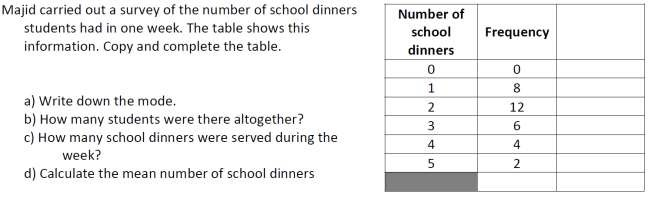 Majid carried out a survey of the number of school dinners
students had in one week. The table shows this
information. Copy and complete the table.
a) Write down the mode.
b) How many students were there altogether?
c) How many school dinners were served during the
week?
d) Calculate the mean number of school dinners
Number of
school
dinners
Frequency
0 0
1 8
2 12
3 6
4 4
5 2